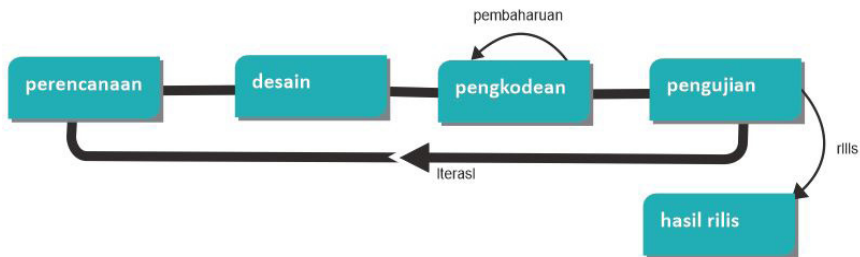 pembaharuan
perencanaan
desain
pengkodean
pengujian
iterasi
rilis
hasil rilis